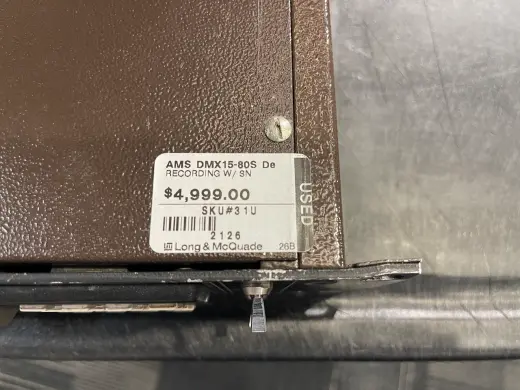 AMS DMX15-80S De
RECORDING W/ SN
$4,999.00
SKU#31U
2126
Long & McQuade 26B
USED